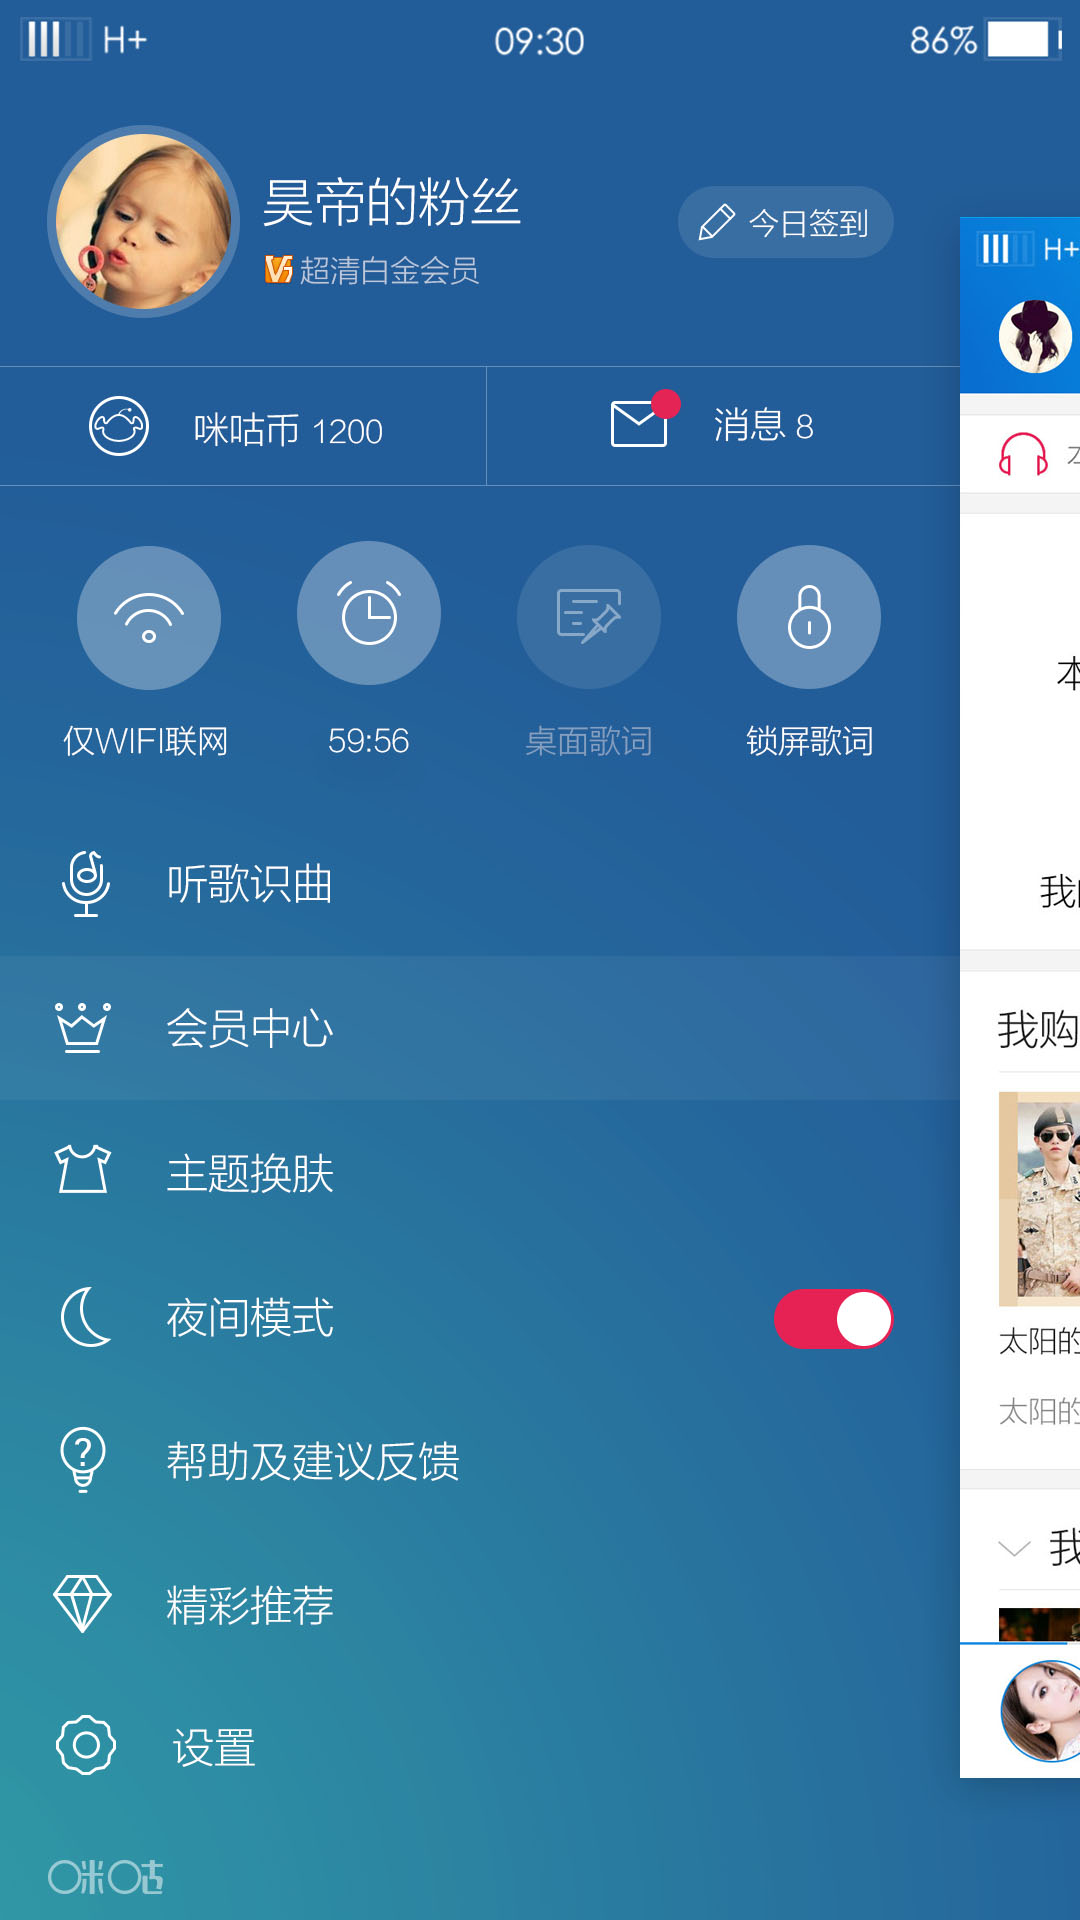 H+ 09:30 86%
昊帝的粉丝
今日签到
超清白金会员
咪咕币 1200
消息 8
仅WIFI联网 59:56 桌面歌词 锁屏歌词
听歌识曲
会员中心
主题换肤
夜间模式
帮助及建议反馈
精彩推荐
设置
咪咕
H+
本
我
我购
太阳的
太阳的
我